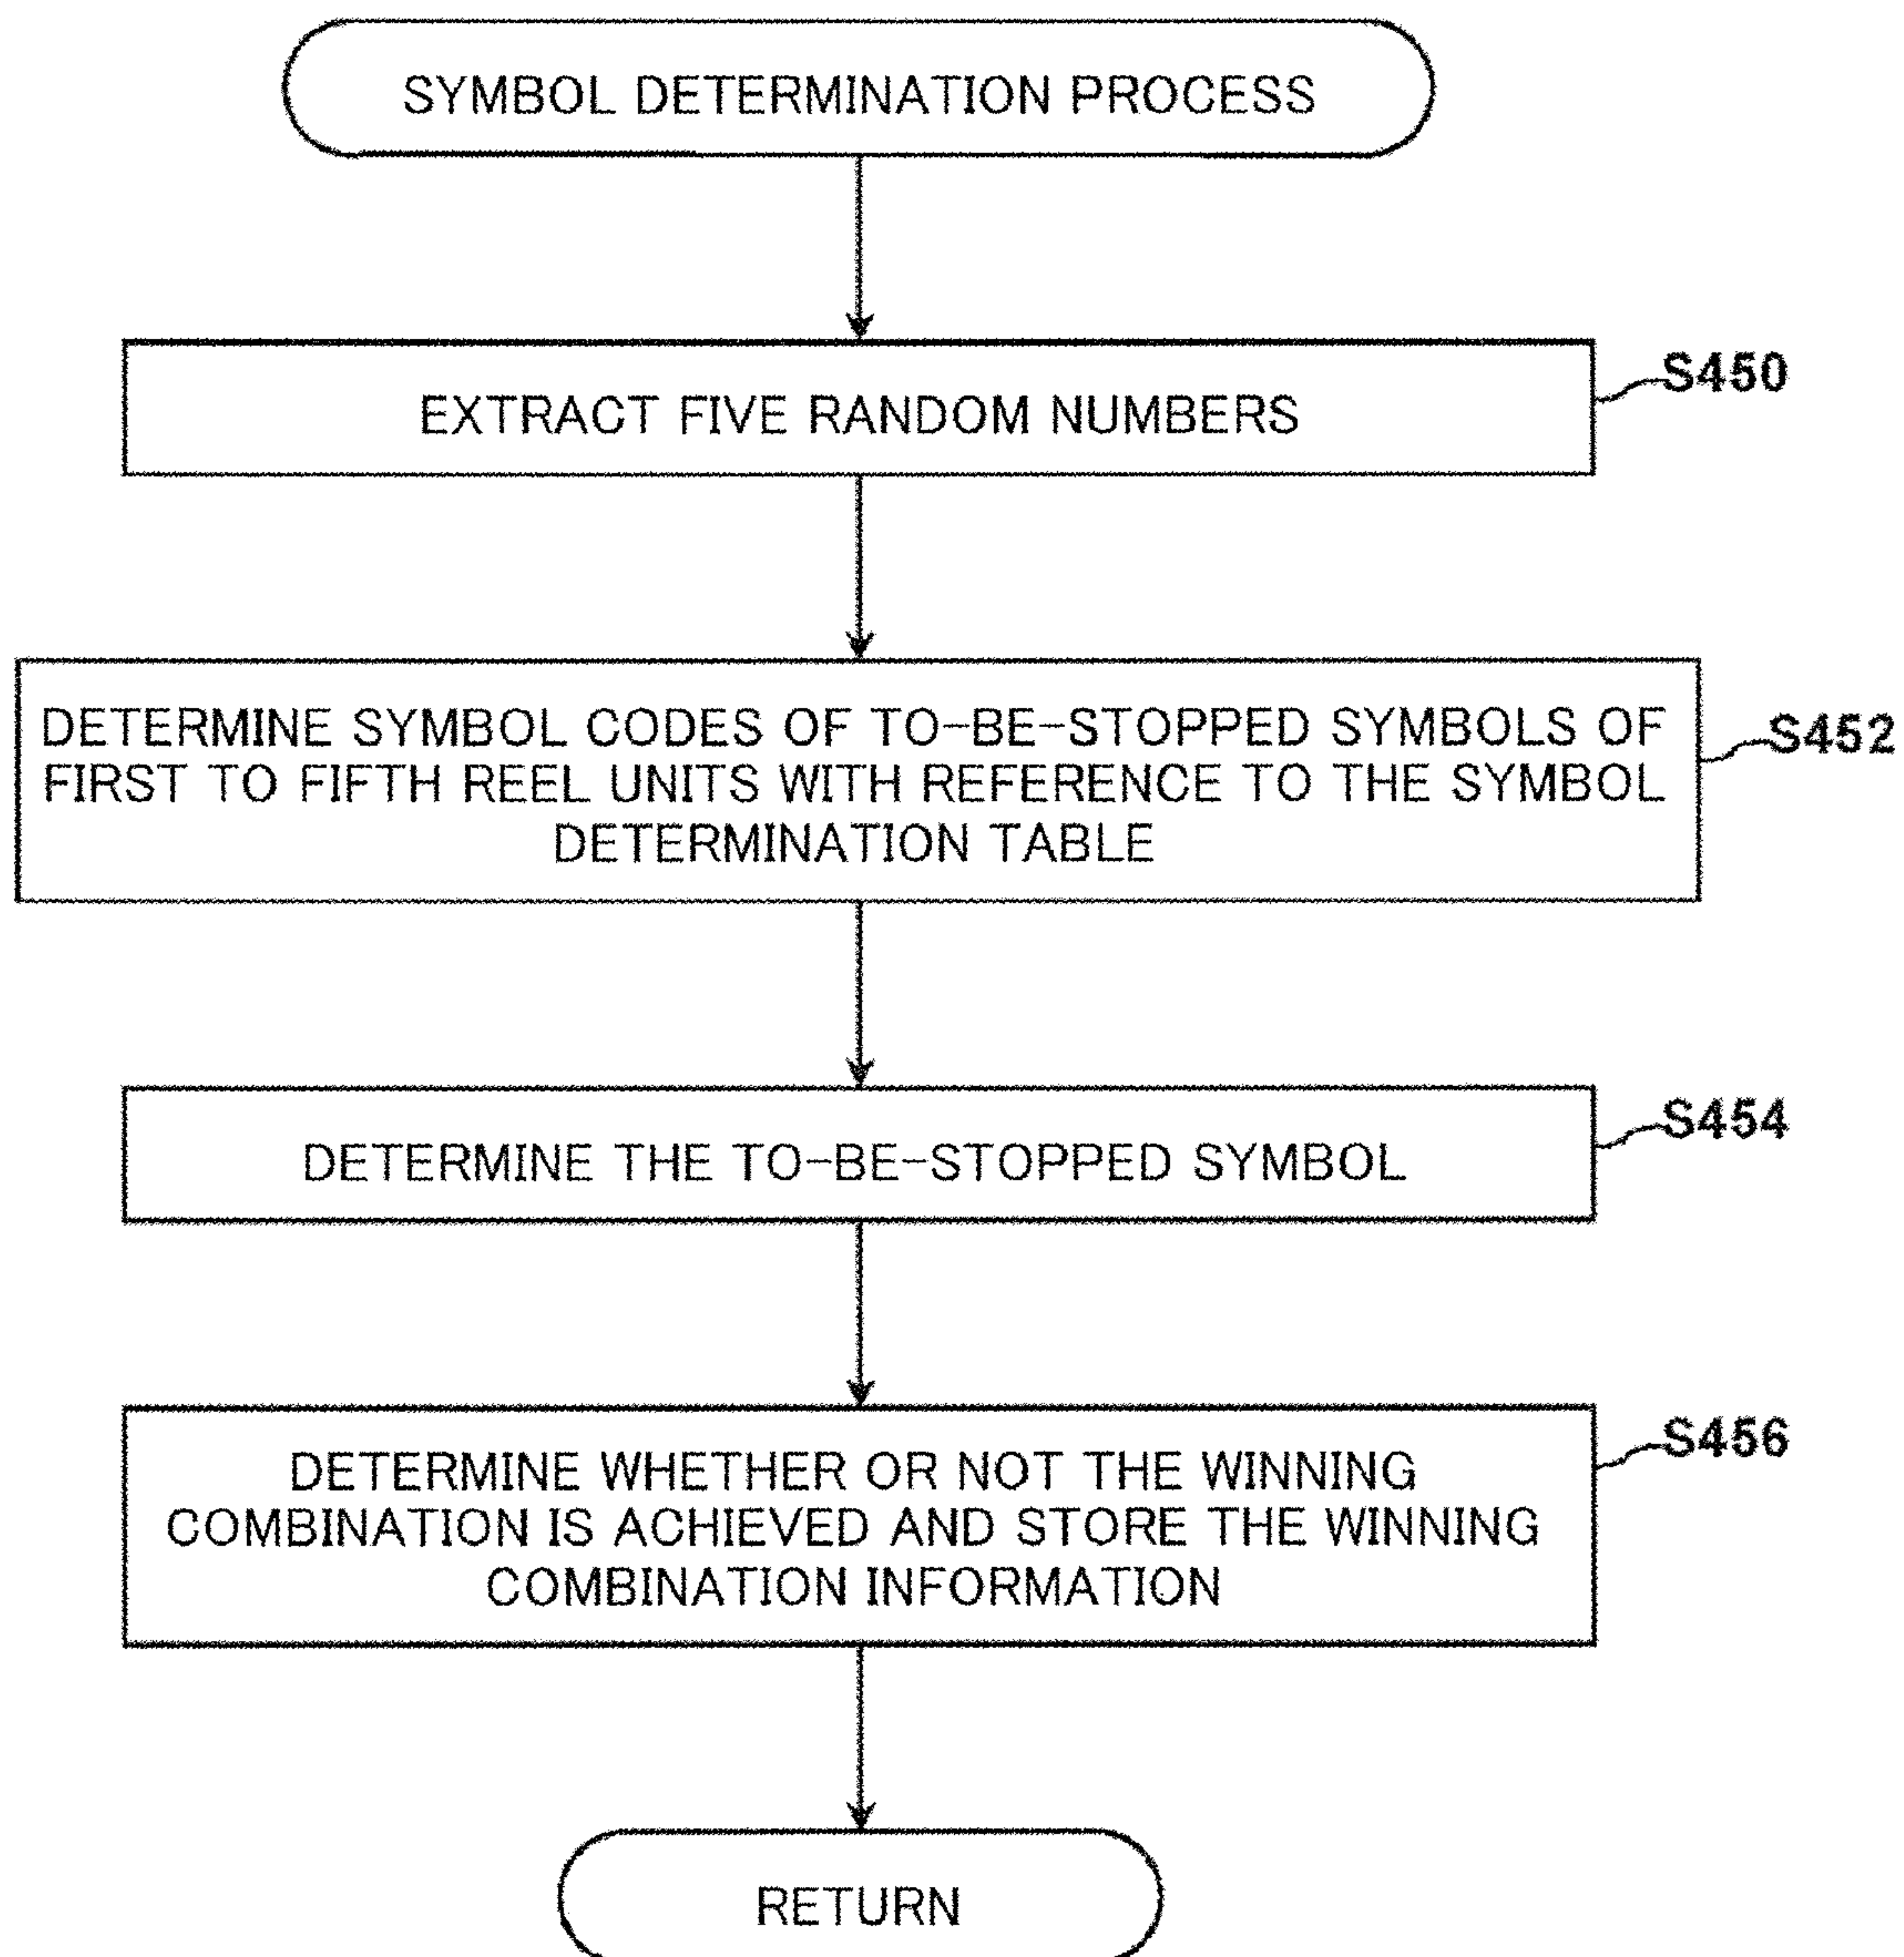 SYMBOL DETERMINATION PROCESS
EXTRACT FIVE RANDOM NUMBERS
S450
DETERMINE SYMBOL CODES OF TO-BE-STOPPED SYMBOLS OF
FIRST TO FIFTH REEL UNITS WITH REFERENCE TO THE SYMBOL
DETERMINATION TABLE
S452
DETERMINE THE TO-BE-STOPPED SYMBOL
S454
DETERMINE WHETHER OR NOT THE WINNING
COMBINATION IS ACHIEVED AND STORE THE WINNING
COMBINATION INFORMATION
S456
RETURN